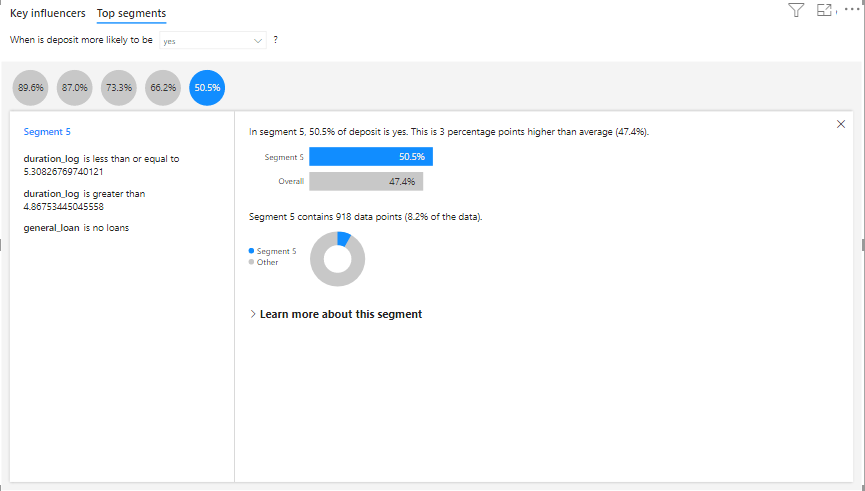 Key influencers Top segments
When is deposit more likely to be yes ?
89.6% 87.0% 73.3% 66.2% 50.5%
Segment 5
duration_log is less than or equal to
5.30826769740121
duration_log is greater than
4.86753445045558
general_loan is no loans
In segment 5, 50.5% of deposit is yes. This is 3 percentage points higher than average (47.4%).
Segment 5 50.5%
Overall 47.4%
Segment 5 contains 918 data points (8.2% of the data).
Segment 5
Other
Learn more about this segment